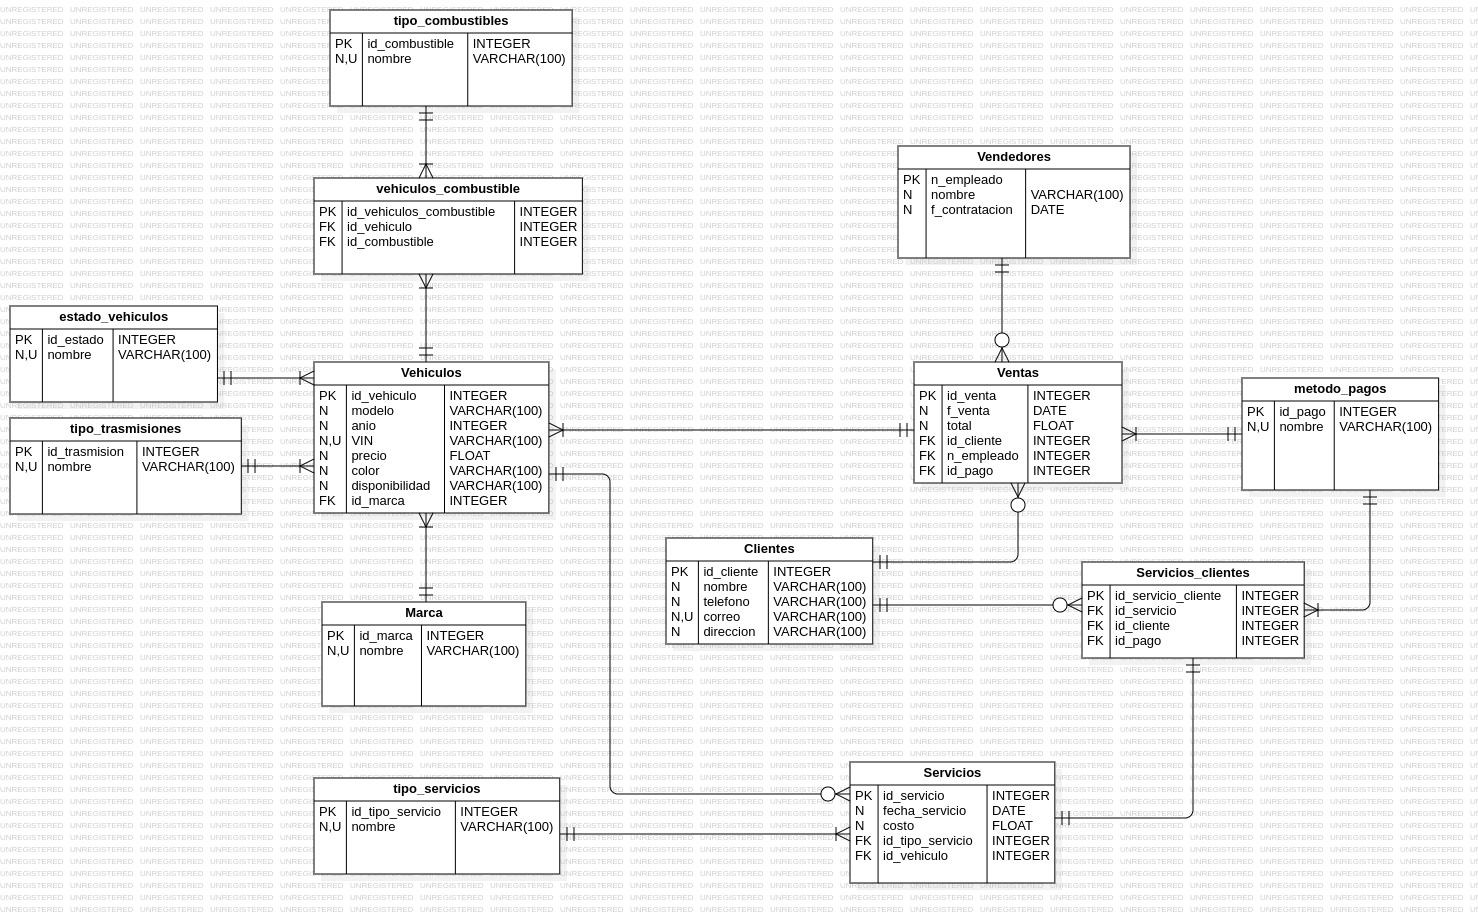 tipo_combustibles
PK id_combustible INTEGER
N,U nombre VARCHAR(100)
vehiculos_combustible
PK id_vehiculos_combustible INTEGER
FK id_vehiculo INTEGER
FK id_combustible INTEGER
Vendedores
PK n_empleado
N nombre VARCHAR(100)
N f_contratacion DATE
estado_vehiculos
PK id_estado INTEGER
N,U nombre VARCHAR(100)
tipo_trasmisiones
PK id_trasmision INTEGER
N,U nombre VARCHAR(100)
Vehiculos
PK id_vehiculo INTEGER
N modelo VARCHAR(100)
N anio INTEGER
N,U VIN VARCHAR(100)
N precio FLOAT
N color VARCHAR(100)
N disponibilidad VARCHAR(100)
FK id_marca INTEGER
Ventas
PK id_venta INTEGER
N f_venta DATE
N total FLOAT
FK id_cliente INTEGER
FK n_empleado INTEGER
FK id_pago INTEGER
metodo_pagos
PK id_pago INTEGER
N,U nombre VARCHAR(100)
Clientes
PK id_cliente INTEGER
N nombre VARCHAR(100)
N telefono VARCHAR(100)
N,U correo VARCHAR(100)
N direccion VARCHAR(100)
Servicios_clientes
PK id_servicio_cliente INTEGER
FK id_servicio INTEGER
FK id_cliente INTEGER
FK id_pago INTEGER
Marca
PK id_marca INTEGER
N,U nombre VARCHAR(100)
tipo_servicios
PK id_tipo_servicio INTEGER
N,U nombre VARCHAR(100)
Servicios
PK id_servicio INTEGER
N fecha_servicio DATE
N costo FLOAT
FK id_tipo_servicio INTEGER
FK id_vehiculo INTEGER
UNREGISTERED